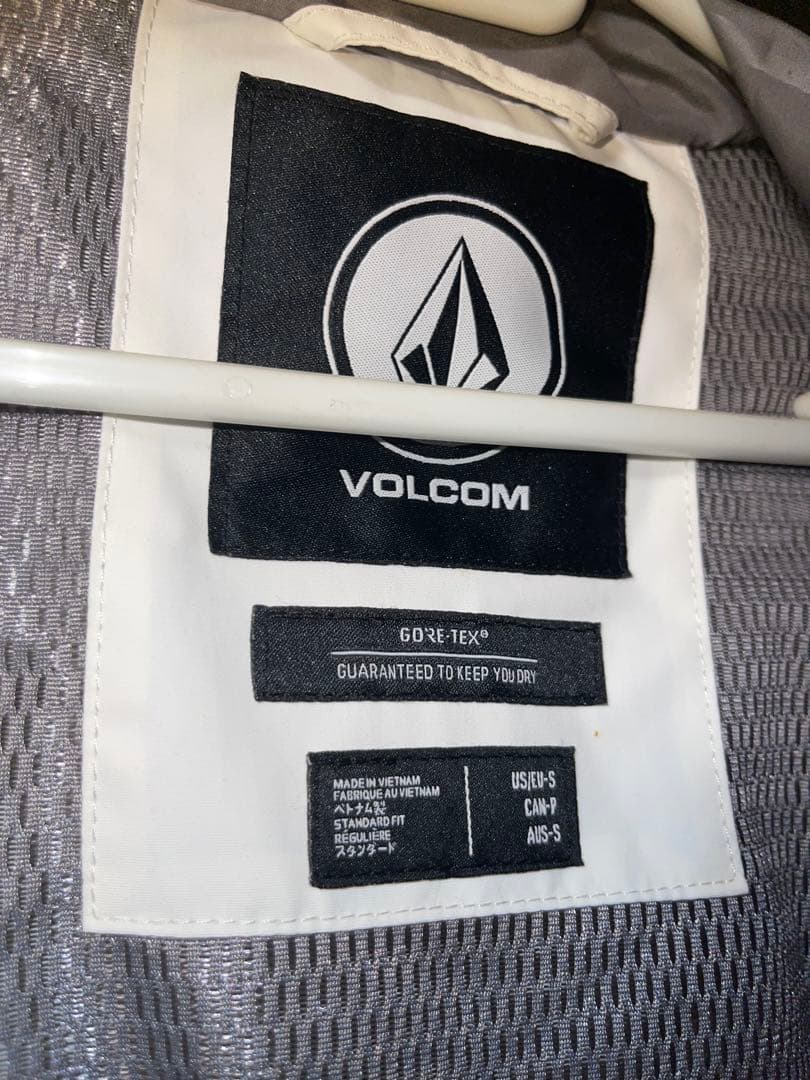 VOLCOM
GORE-TEX®
GUARANTEED TO KEEP YOU DRY
MADE IN VIETNAM
FABRIQUE AU VIETNAM
ベトナム製
STANDARD FIT
RÉGULIÈRE
スタンダード
US/EU-S
CAN-P
AUS-S